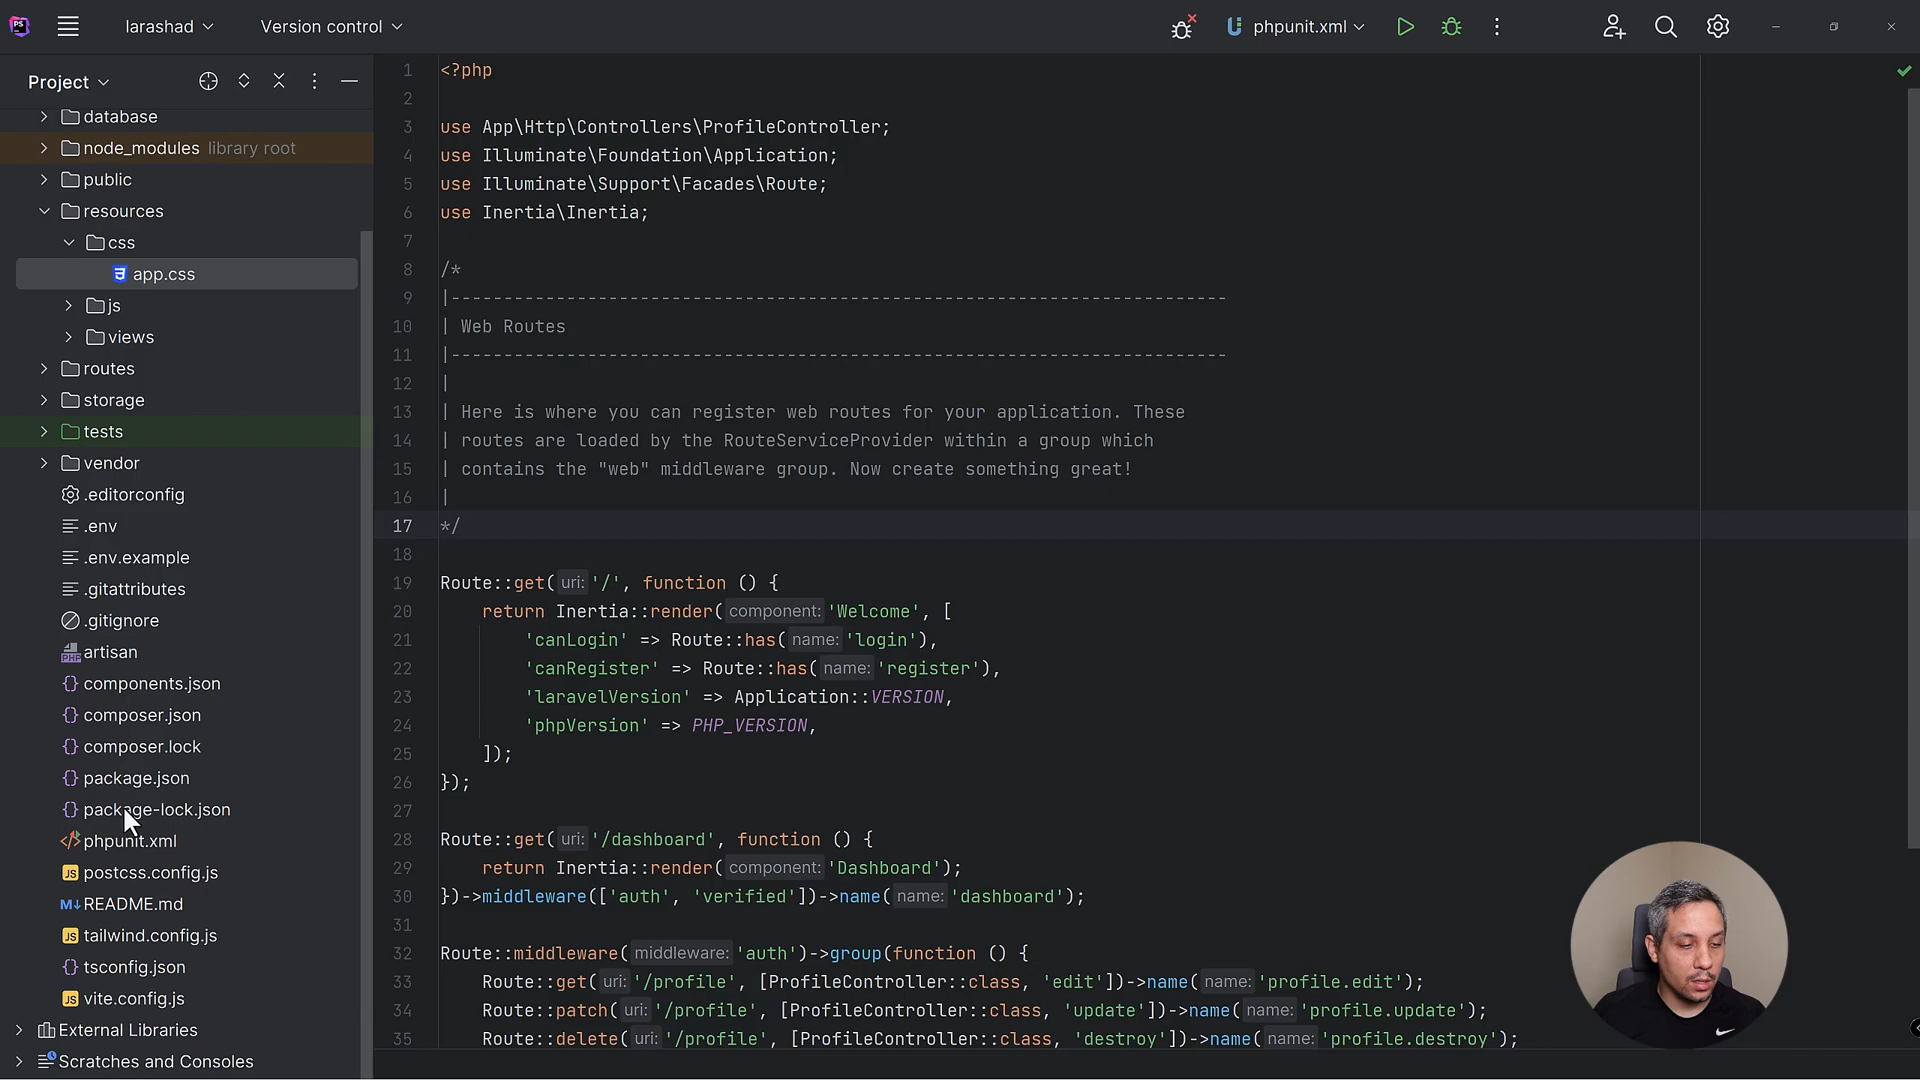 PS
larashad
Version control
phpunit.xml
Project
database
node_modules library root
public
resources
css
app.css
js
views
routes
storage
tests
vendor
.editorconfig
.env
.env.example
.gitattributes
.gitignore
artisan
components.json
composer.json
composer.lock
package.json
package-lock.json
phpunit.xml
postcss.config.js
README.md
tailwind.config.js
tsconfig.json
vite.config.js
External Libraries
Scratches and Consoles
1 <?php
2
3 use App\Http\Controllers\ProfileController;
4 use Illuminate\Foundation\Application;
5 use Illuminate\Support\Facades\Route;
6 use Inertia\Inertia;
7
8 /*
9 |--------------------------------------------------------------------------
10 | Web Routes
11 |--------------------------------------------------------------------------
12 |
13 | Here is where you can register web routes for your application. These
14 | routes are loaded by the RouteServiceProvider within a group which
15 | contains the "web" middleware group. Now create something great!
16 |
17 */
18
19 Route::get( uri: '/', function () {
20 return Inertia::render( component: 'Welcome', [
21 'canLogin' => Route::has( name: 'login'),
22 'canRegister' => Route::has( name: 'register'),
23 'laravelVersion' => Application::VERSION,
24 'phpVersion' => PHP_VERSION,
25 ]);
26 });
27
28 Route::get( uri: '/dashboard', function () {
29 return Inertia::render( component: 'Dashboard');
30 })->middleware(['auth', 'verified'])->name( name: 'dashboard');
31
32 Route::middleware( middleware: 'auth')->group(function () {
33 Route::get( uri: '/profile', [ProfileController::class, 'edit'])->name( name: 'profile.edit');
34 Route::patch( uri: '/profile', [ProfileController::class, 'update'])->name( name: 'profile.update');
35 Route::delete( uri: '/profile', [ProfileController::class, 'destroy'])->name( name: 'profile.destroy');